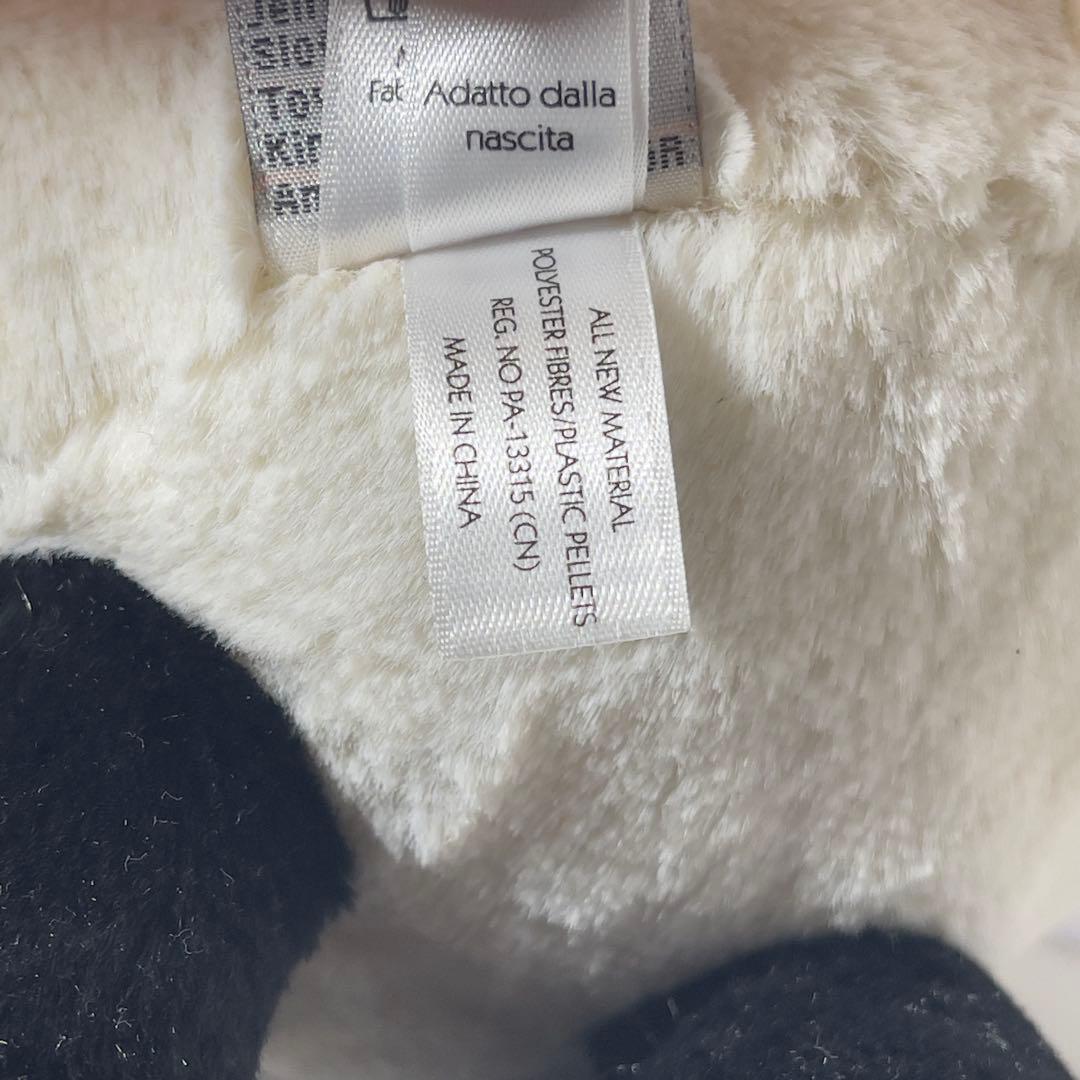 Adatto dalla
nascita
ALL NEW MATERIAL
POLYESTER FIBRES/PLASTIC PELLETS
REG. NO PA-13315 (CN)
MADE IN CHINA